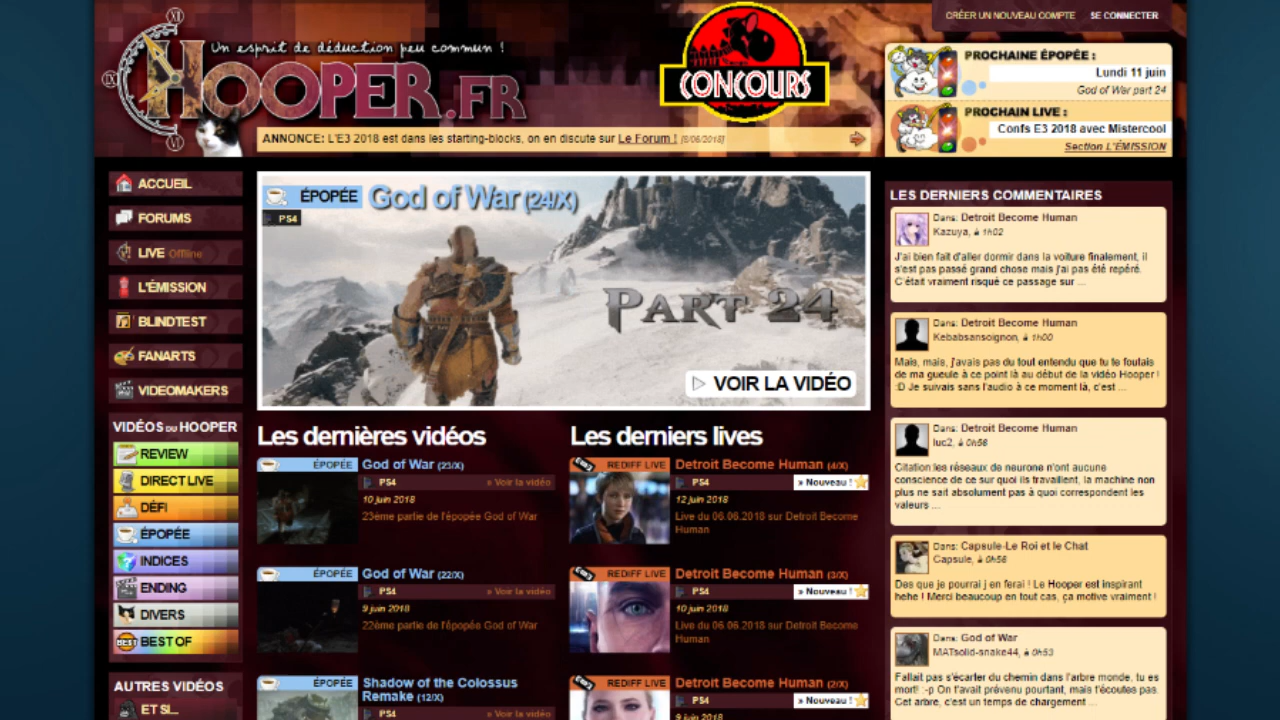 CRÉER UN NOUVEAU COMPTE SE CONNECTER
Un esprit de déduction peu commun !
HOOPER.FR
CONCOURS
ANNONCE: L'E3 2018 est dans les starting-blocks, on en discute sur Le Forum ! [8/06/2018]
PROCHAINE ÉPOPÉE :
Lundi 11 juin
God of War part 24
PROCHAIN LIVE :
Confs E3 2018 avec Mistercool
Section L'ÉMISSION
ACCUEIL
FORUMS
LIVE Offline
L'ÉMISSION
BLINDTEST
FANARTS
VIDEOMAKERS
VIDÉOS DU HOOPER
REVIEW
DIRECT LIVE
DÉFI
ÉPOPÉE
INDICES
ENDING
DIVERS
BEST OF
AUTRES VIDÉOS
ET SI...
ÉPOPÉE God of War (24/X)
PS4
PART 24
VOIR LA VIDÉO
Les dernières vidéos
ÉPOPÉE God of War (23/X)
PS4 » Voir la vidéo
10 juin 2018
23ème partie de l'épopée God of War
ÉPOPÉE God of War (22/X)
PS4 » Voir la vidéo
9 juin 2018
22ème partie de l'épopée God of War
ÉPOPÉE Shadow of the Colossus
Remake (12/X)
PS4 » Voir la vidéo
Les derniers lives
REDIFF LIVE Detroit Become Human (4/X)
PS4 » Nouveau !
12 juin 2018
Live du 06.06.2018 sur Detroit Become
Human
REDIFF LIVE Detroit Become Human (3/X)
PS4 » Nouveau !
10 juin 2018
Live du 06.06.2018 sur Detroit Become
Human
REDIFF LIVE Detroit Become Human (2/X)
PS4 » Nouveau !
9 juin 2018
LES DERNIERS COMMENTAIRES
Dans: Detroit Become Human
Kazuya, à 1h02
J'ai bien fait d'aller dormir dans la voiture finalement, il
s'est pas passé grand chose mais j'ai pas été repéré.
C'était vraiment risqué ce passage sur ...
Dans: Detroit Become Human
Kebabsansoignon, à 1h00
Mais, mais, j'avais pas du tout entendu que tu te foutais
de ma gueule à ce point là au début de la vidéo Hooper !
:D Je suivais sans l'audio à ce moment là, c'est ...
Dans: Detroit Become Human
luc2, à 0h58
Citation:les réseaux de neurone n'ont aucune
conscience de ce sur quoi ils travaillent, la machine non
plus ne sait absolument pas à quoi correspondent les
valeurs ...
Dans: Capsule-Le Roi et le Chat
Capsule, à 0h56
Des que je pourrai j en ferai ! Le Hooper est inspirant
hehe ! Merci beaucoup en tout cas, ça motive vraiment !
Dans: God of War
MATsolid-snake44, à 0h53
Fallait pas s'écarter du chemin dans l'arbre monde, tu es
mort! :-p On t'avait prévenu pourtant, mais t'écoutes pas.
Cet arbre, c'est un temps de chargement ...